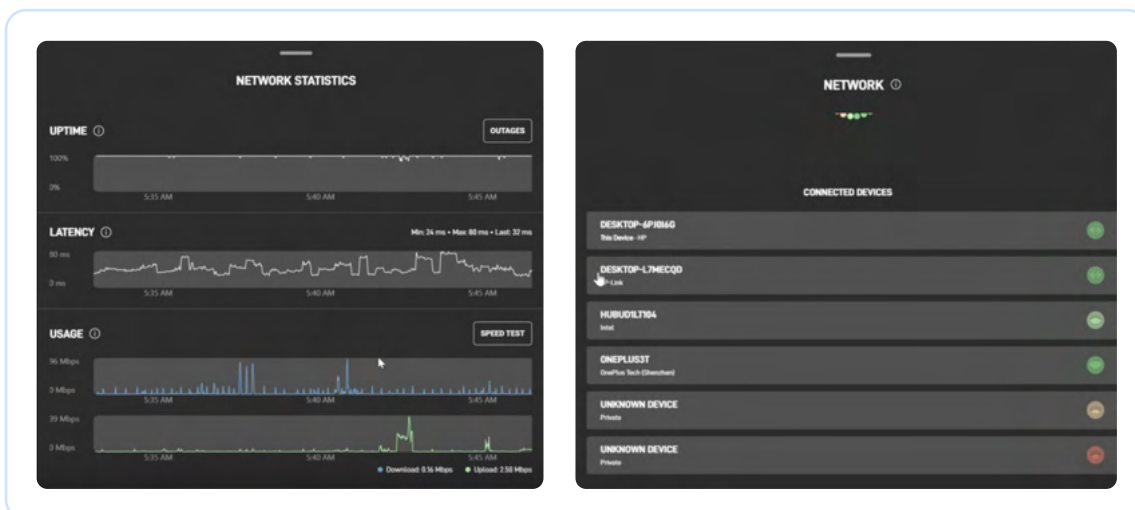 NETWORK STATISTICS
UPTIME
OUTAGES
100%
0%
5:35 AM 5:40 AM 5:45 AM
LATENCY
Min: 24 ms • Max: 80 ms • Last: 32 ms
80 ms
0 ms
5:35 AM 5:40 AM 5:45 AM
USAGE
SPEED TEST
96 Mbps
0 Mbps
5:35 AM 5:40 AM 5:45 AM
39 Mbps
0 Mbps
5:35 AM 5:40 AM 5:45 AM
Download: 0.16 Mbps Upload: 2.58 Mbps
NETWORK
CONNECTED DEVICES
This Device - HP
DESKTOP-L7MECQD
HUBUD1LT104
Intel
ONEPLUS3T
OnePlus Tech (Shenzhen)
UNKNOWN DEVICE
Private
UNKNOWN DEVICE
Private